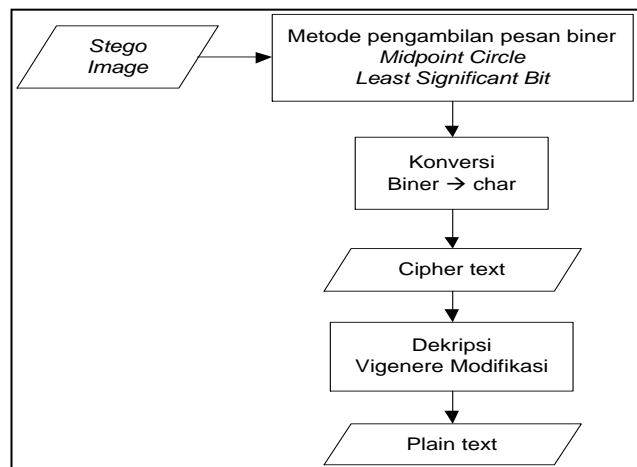 Stego
Image
Metode pengambilan pesan biner
Midpoint Circle
Least Significant Bit
Konversi
Biner → char
Cipher text
Dekripsi
Vigenere Modifikasi
Plain text